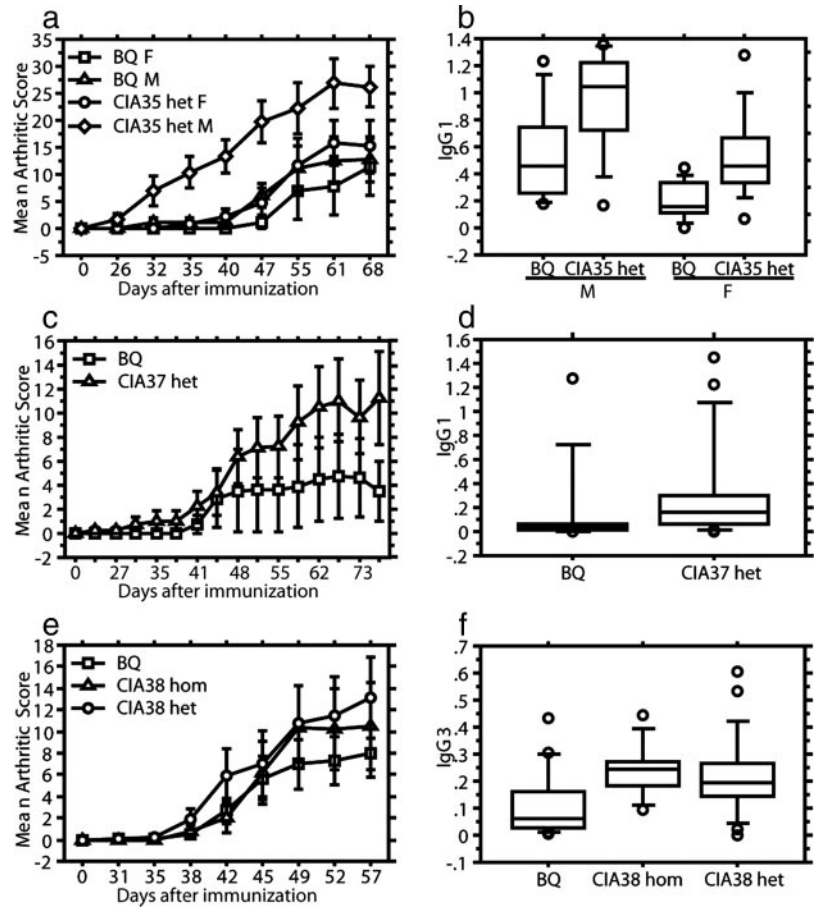 a
35
30
25
20
15
10
5
0
-5
Mea n Arthritic Score
BQ F
BQ M
CIA35 het F
CIA35 het M
0 26 32 35 40 47 55 61 68
Days after immunization
b
1.4
1.2
1
.8
.6
.4
.2
0
-.2
IgG 1
BQ CIA35 het BQ CIA35 het
M F
c
16
14
12
10
8
6
4
2
0
-2
Mea n Arthritic Score
BQ
CIA37 het
0 27 35 41 48 55 62 73
Days after immunization
d
1.6
1.4
1.2
1
.8
.6
.4
.2
0
-.2
IgG 1
BQ CIA37 het
e
18
16
14
12
10
8
6
4
2
0
-2
Mea n Arthritic Score
BQ
CIA38 hom
CIA38 het
0 31 35 38 42 45 49 52 57
Days after immunization
f
.7
.6
.5
.4
.3
.2
.1
0
-.1
IgG 3
BQ CIA38 hom CIA38 het